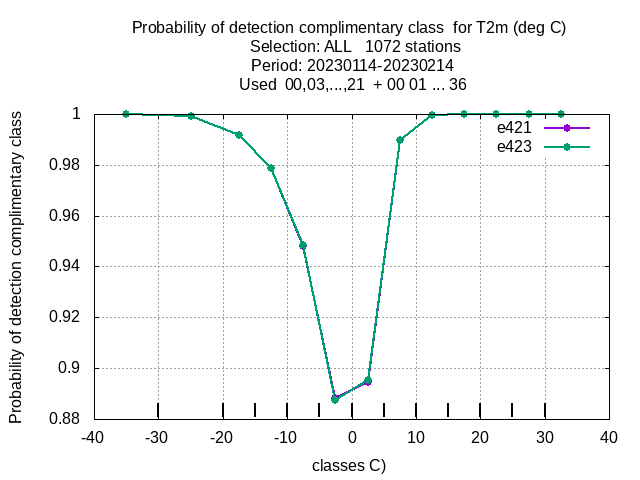 Probability of detection complimentary class  for T2m (deg C)
Selection: ALL   1072 stations
Period: 20230114-20230214
Used  00,03,...,21  + 00 01 ... 36
Probability of detection complimentary class
1
0.98
0.96
0.94
0.92
0.9
0.88
e421
e423
-40 -30 -20 -10 0 10 20 30 40
classes C)